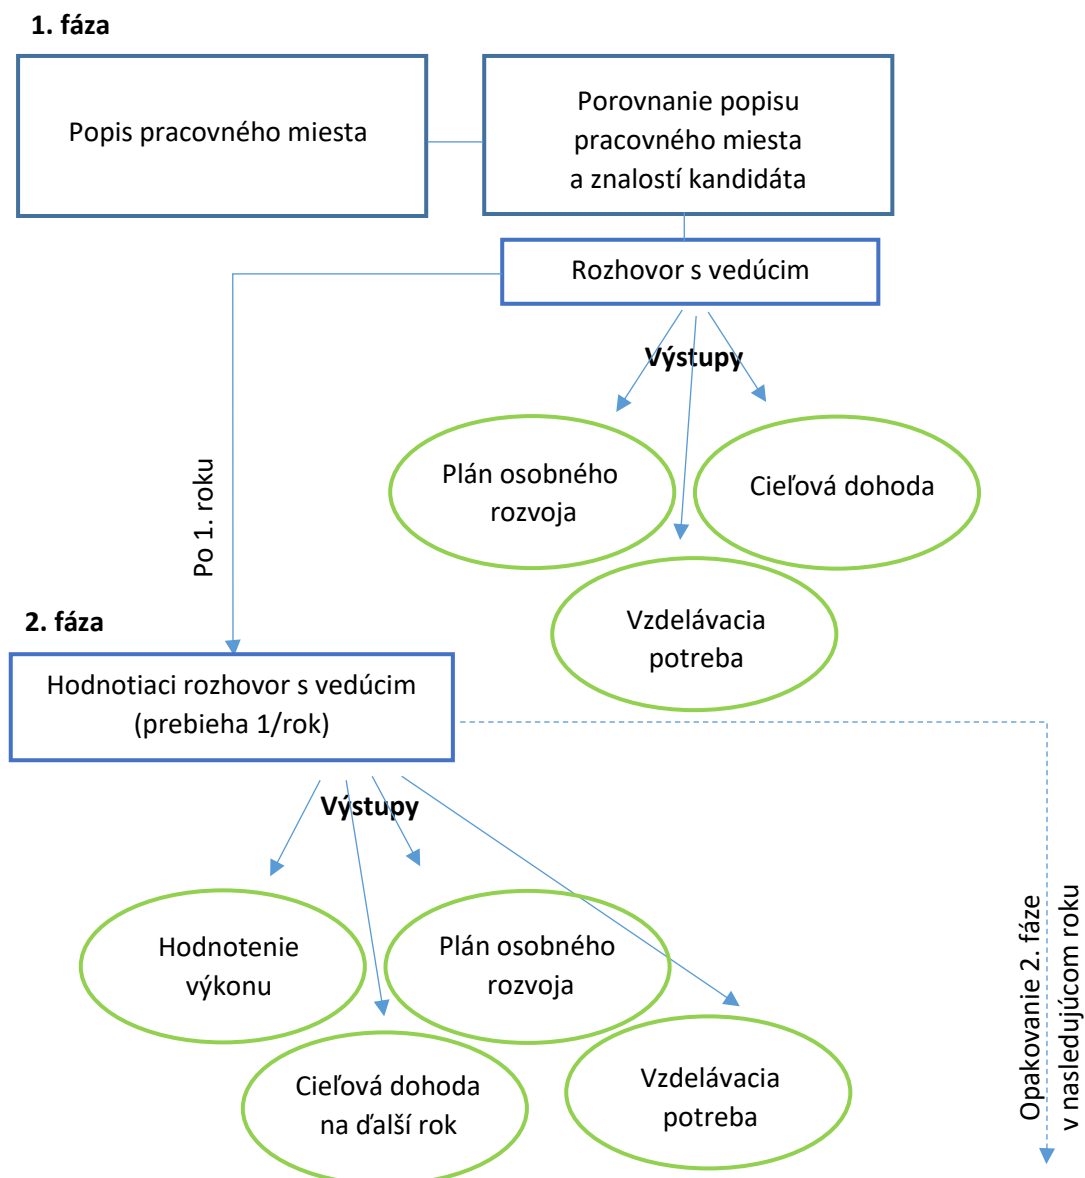 1. fáza
Popis pracovného miesta
Porovnanie popisu
pracovného miesta
a znalostí kandidáta
Rozhovor s vedúcim
Výstupy
Plán osobného
rozvoja
Cieľová dohoda
Vzdelávacia
potreba
Po 1. roku
2. fáza
Hodnotiaci rozhovor s vedúcim
(prebieha 1/rok)
Výstupy
Hodnotenie
výkonu
Plán osobného
rozvoja
Cieľová dohoda
na ďalší rok
Vzdelávacia
potreba
Opakovanie 2. fáze
v nasledujúcom roku